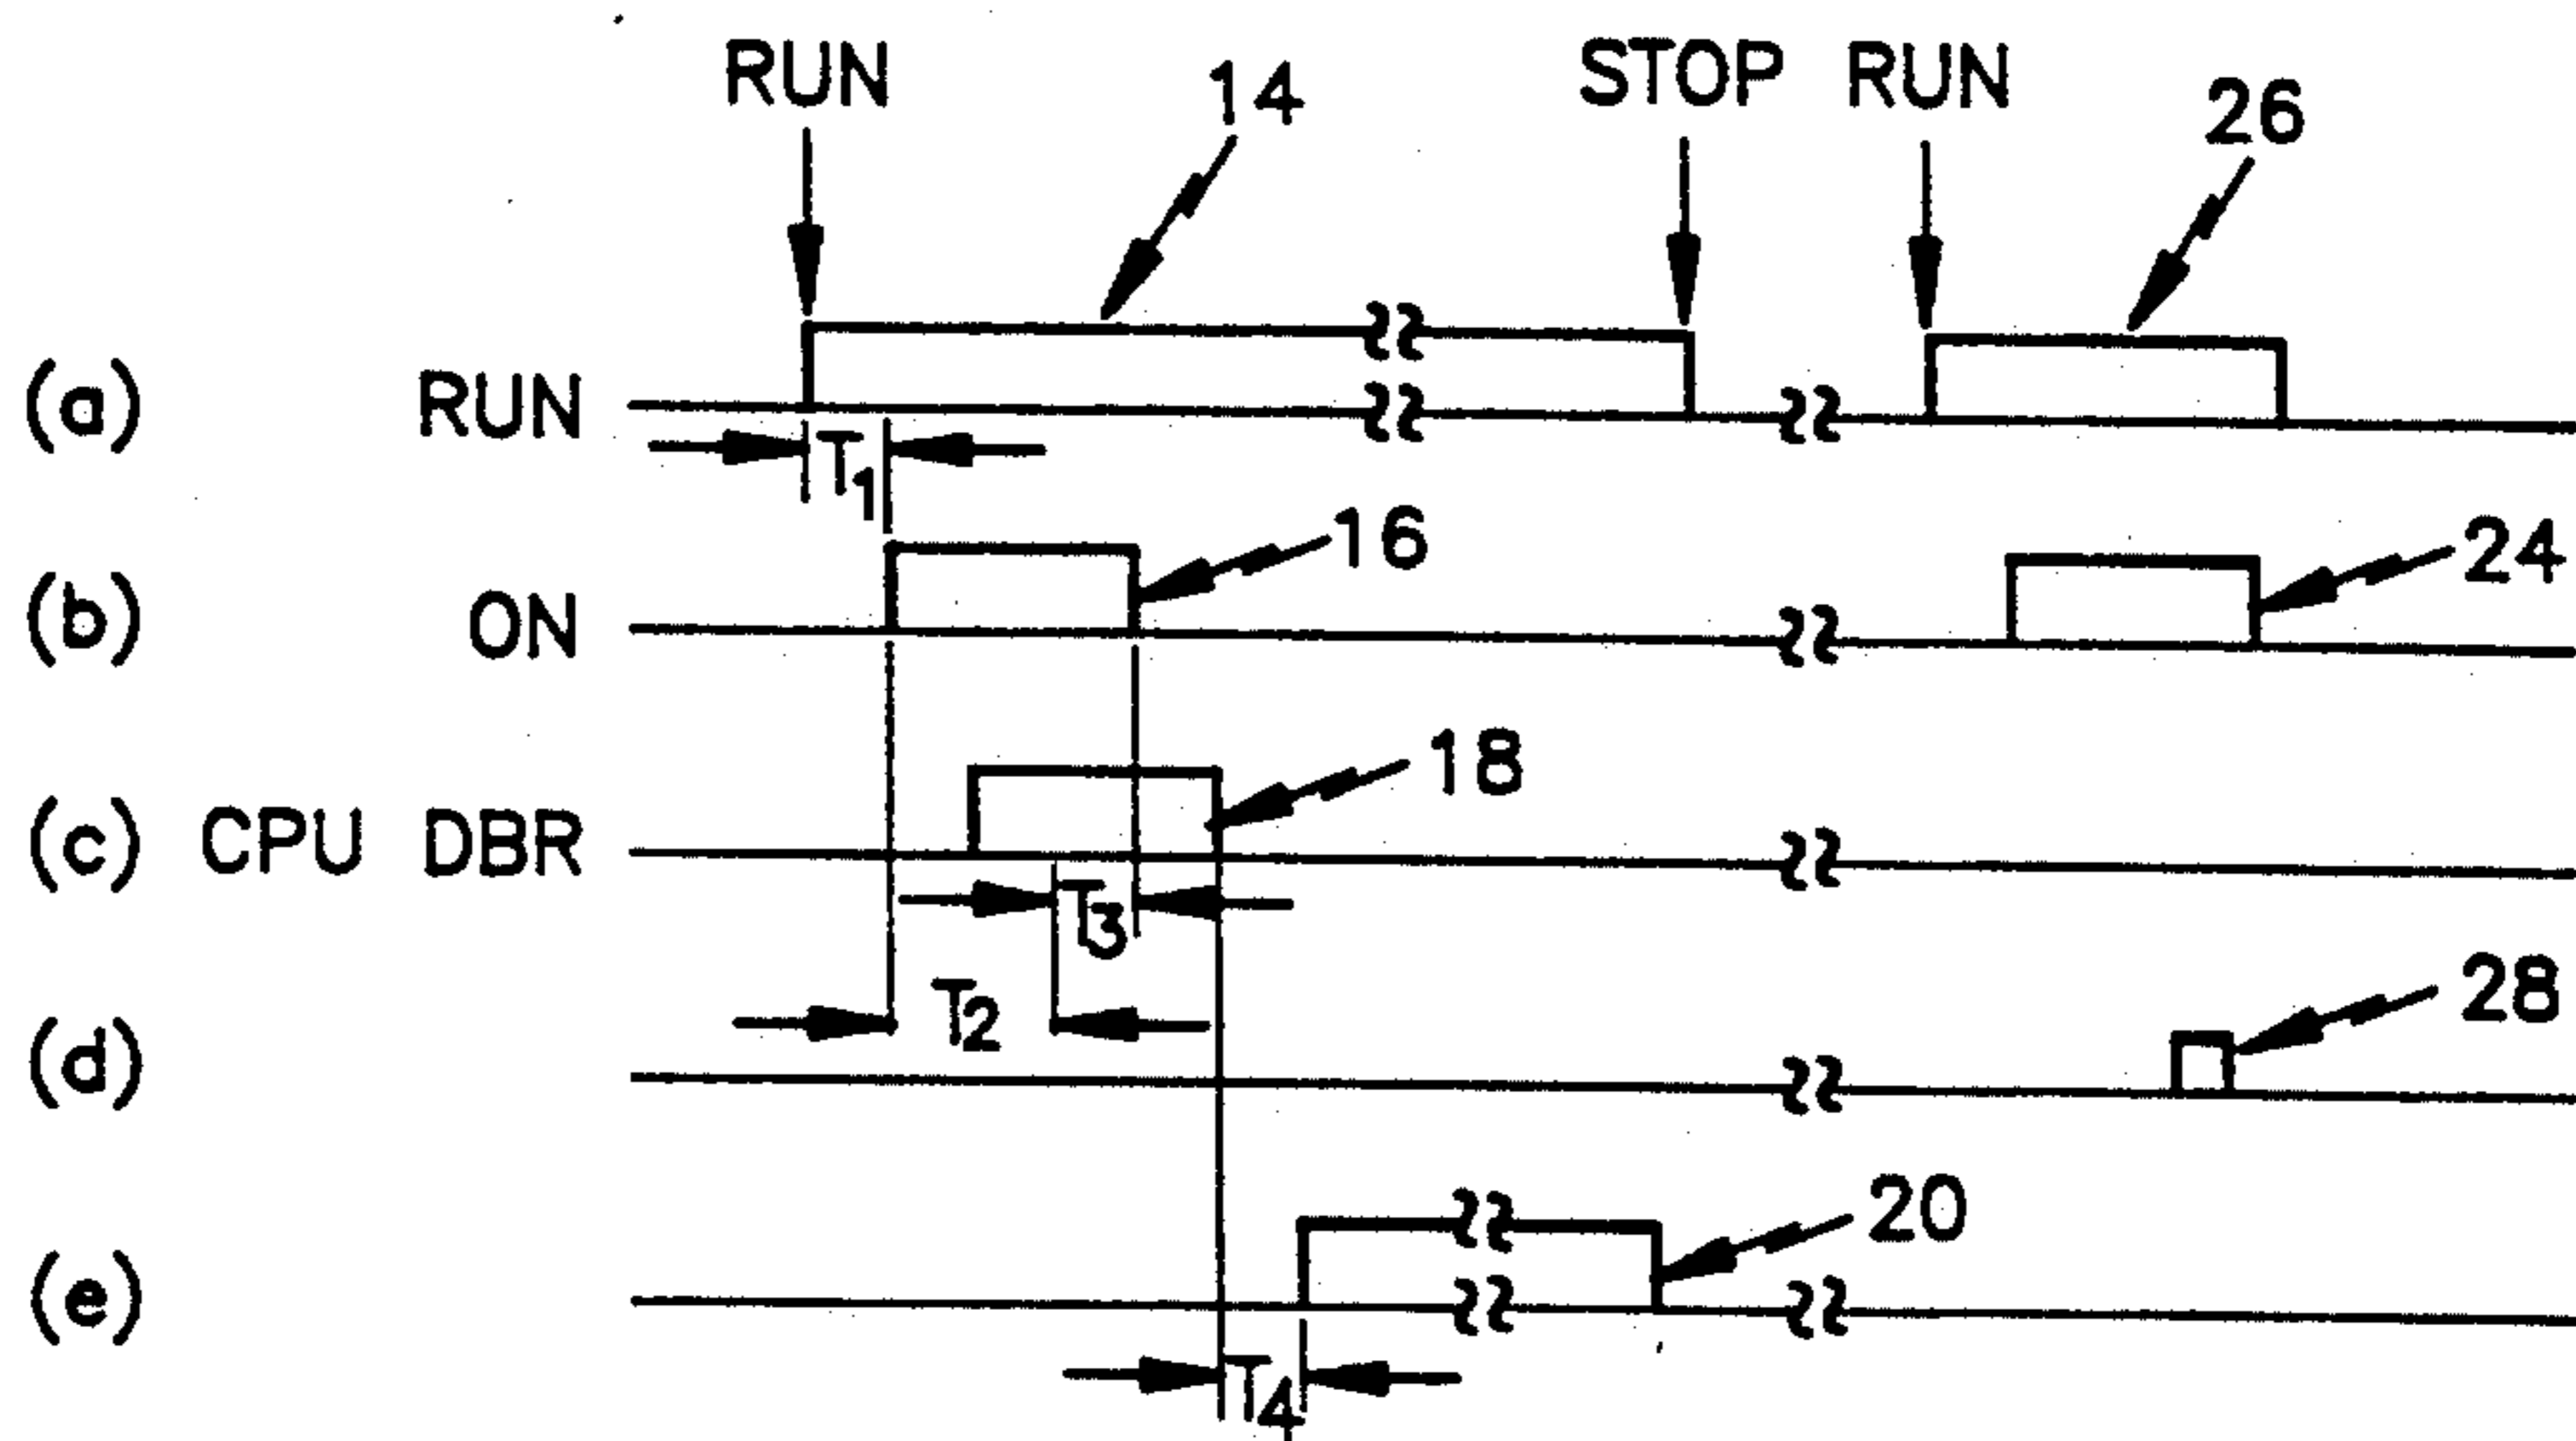 RUN 14 STOP RUN 26
(a) RUN
T1
16 24
(b) ON
18
(c) CPU DBR
T3
T2 28
(d)
20
(e)
T4